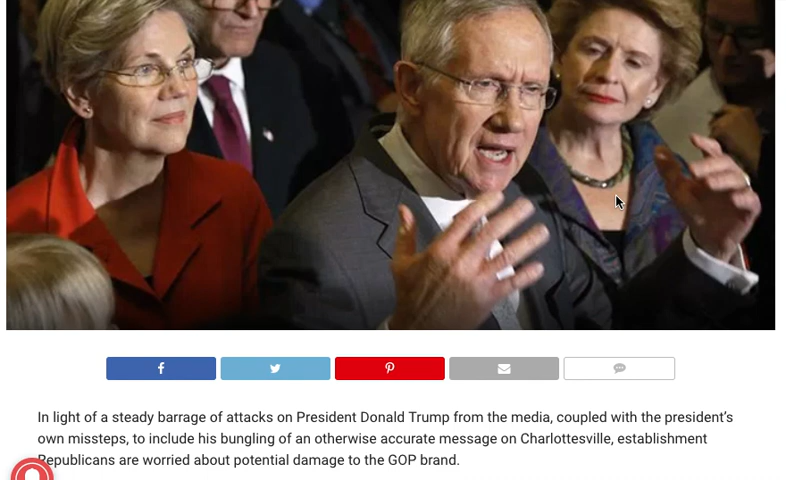 In light of a steady barrage of attacks on President Donald Trump from the media, coupled with the president's
own missteps, to include his bungling of an otherwise accurate message on Charlottesville, establishment
Republicans are worried about potential damage to the GOP brand.